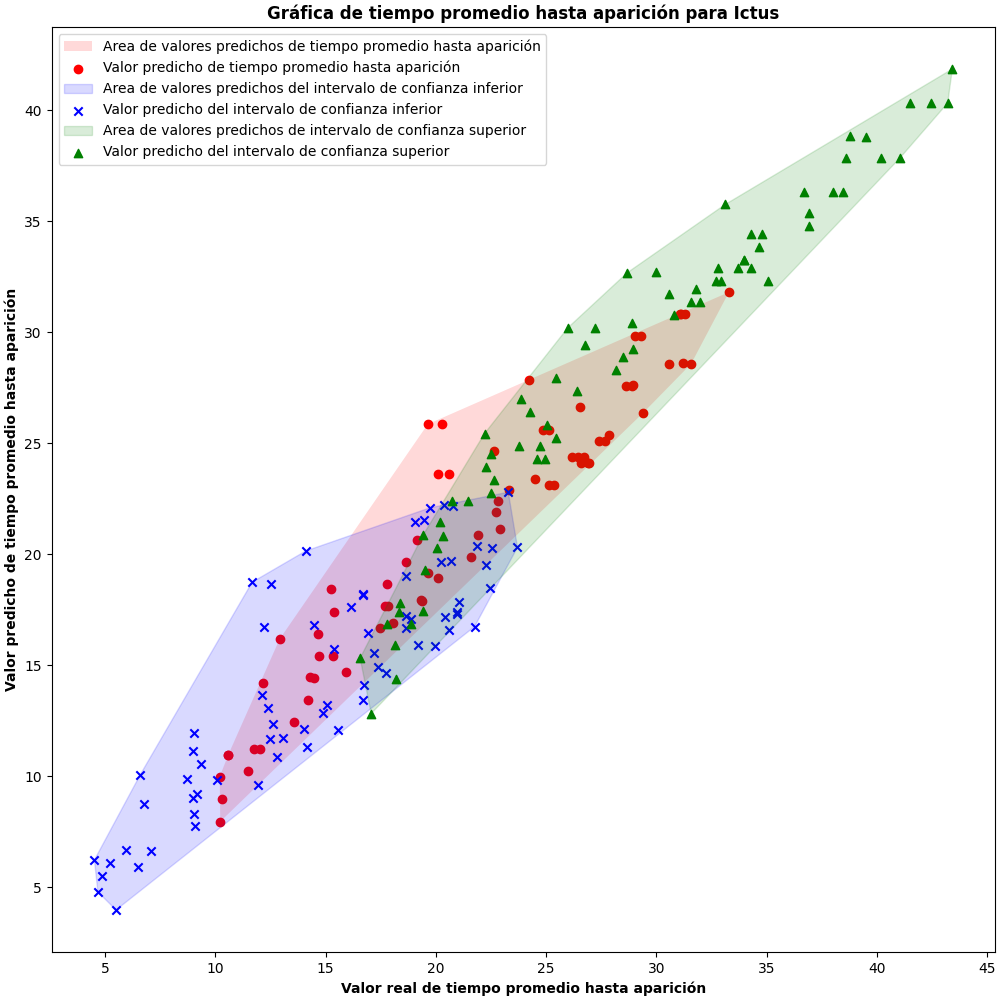 Gráfica de tiempo promedio hasta aparición para Ictus
Area de valores predichos de tiempo promedio hasta aparición
Valor predicho de tiempo promedio hasta aparición
Area de valores predichos del intervalo de confianza inferior
Valor predicho del intervalo de confianza inferior
Area de valores predichos de intervalo de confianza superior
Valor predicho del intervalo de confianza superior
Valor predicho de tiempo promedio hasta aparición
40
35
30
25
20
15
10
5
5 10 15 20 25 30 35 40 45
Valor real de tiempo promedio hasta aparición